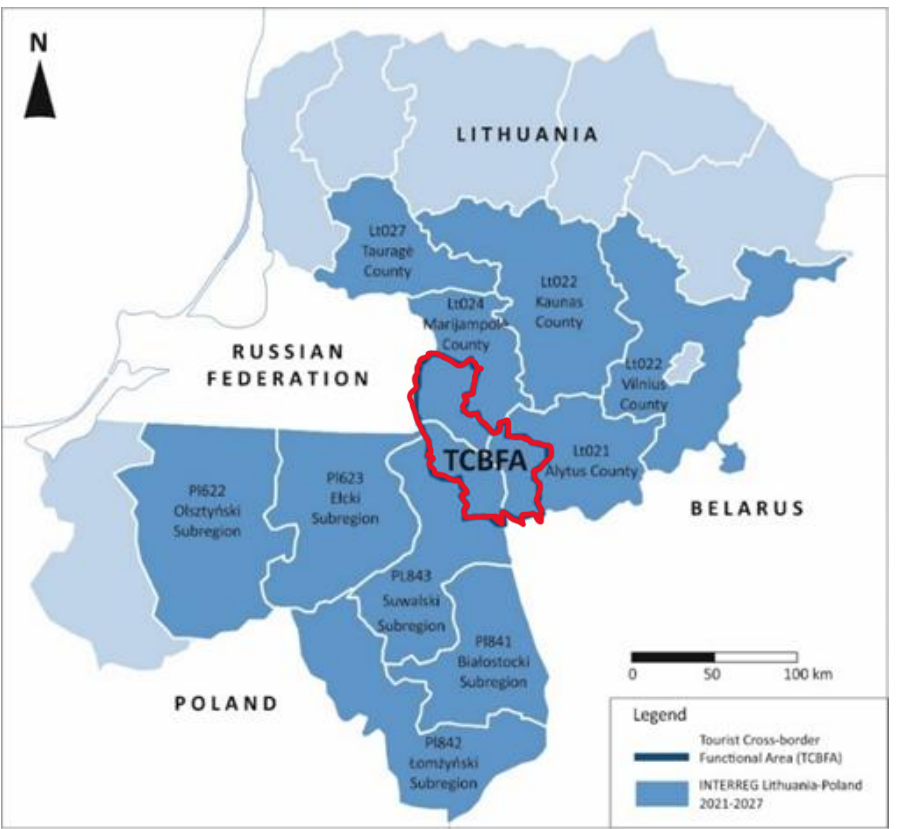 N
LITHUANIA
Lt027
Tauragė
County
Lt022
Kaunas
County
Lt024
Marijampolė
County
RUSSIAN
FEDERATION
Lt022
Vilnius
County
TCBFA
Lt021
Alytus County
Pl622
Olsztyński
Subregion
Pl623
Ełcki
Subregion
BELARUS
PL843
Suwalski
Subregion
Pl841
Białostocki
Subregion
POLAND
0 50 100 km
Pl842
Łomżyński
Subregion
Legend
Tourist Cross-border
Functional Area (TCBFA)
INTERREG Lithuania-Poland
2021-2027